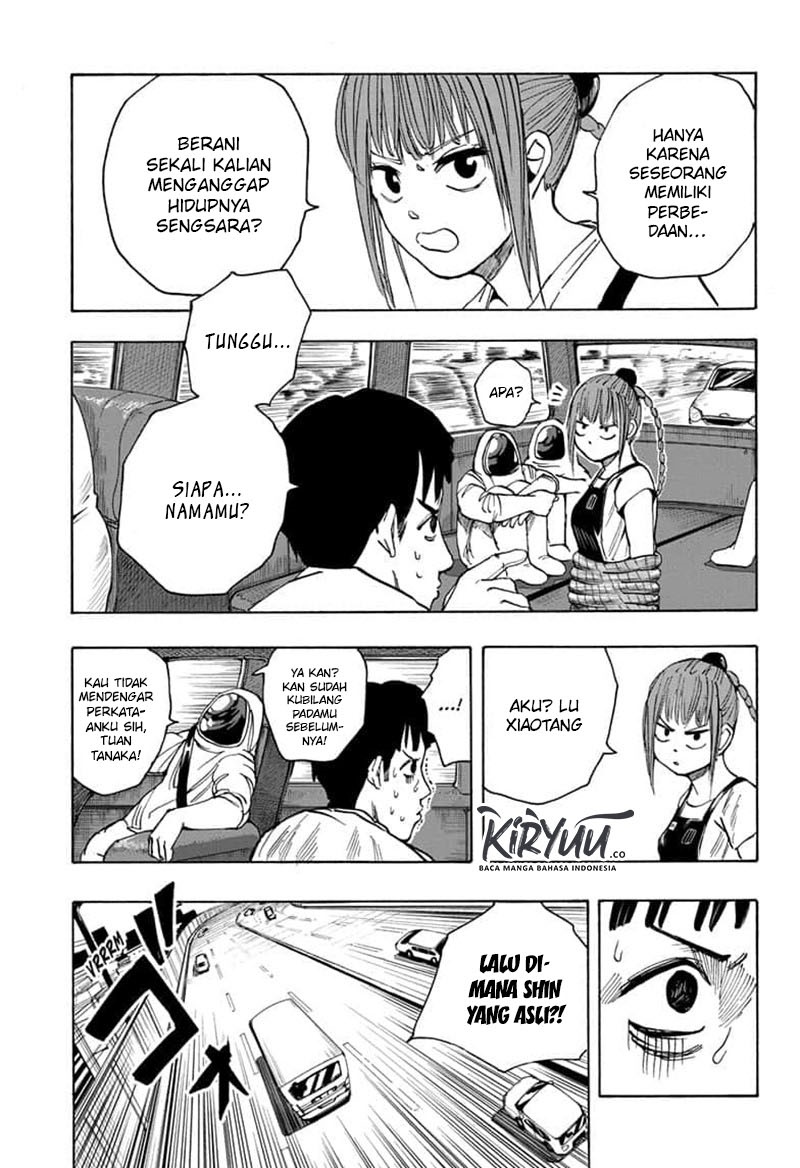 HANYA
KARENA
SESEORANG
MEMILIKI
PERBE-
DAAN...
BERANI
SEKALI KALIAN
MENGANGGAP
HIDUPNYA
SENGSARA?
TUNGGU...
APA?
SIAPA...
NAMAMU?
AKU? LU
XIAOTANG
....!
YA KAN?
KAN SUDAH
KUBILANG
PADAMU
SEBELUM-
NYA!
KAU TIDAK
MENDENGAR
PERKATA-
ANKU SIH,
TUAN
TANAKA!
KIRYUU.CO
BACA MANGA BAHASA INDONESIA
LALU DI-
MANA SHIN
YANG ASLI?!
VRRRM